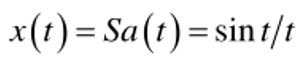 x(t) = Sa(t) = sin t/t